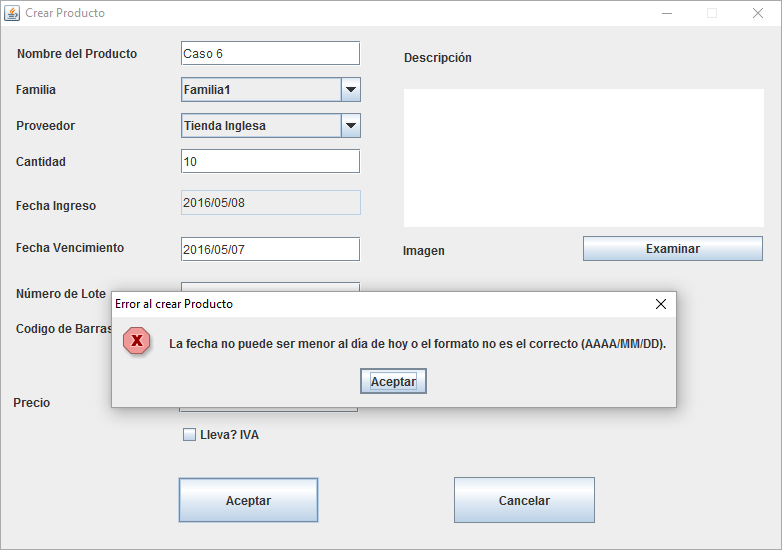 Crear Producto
Nombre del Producto Caso 6
Descripción
Familia Familia1
Proveedor Tienda Inglesa
Cantidad 10
Fecha Ingreso 2016/05/08
Fecha Vencimiento 2016/05/07
Imagen Examinar
Número de Lote
Error al crear Producto
Codigo de Barras
X La fecha no puede ser menor al día de hoy o el formato no es el correcto (AAAA/MM/DD).
Aceptar
Precio
Lleva? IVA
Aceptar Cancelar